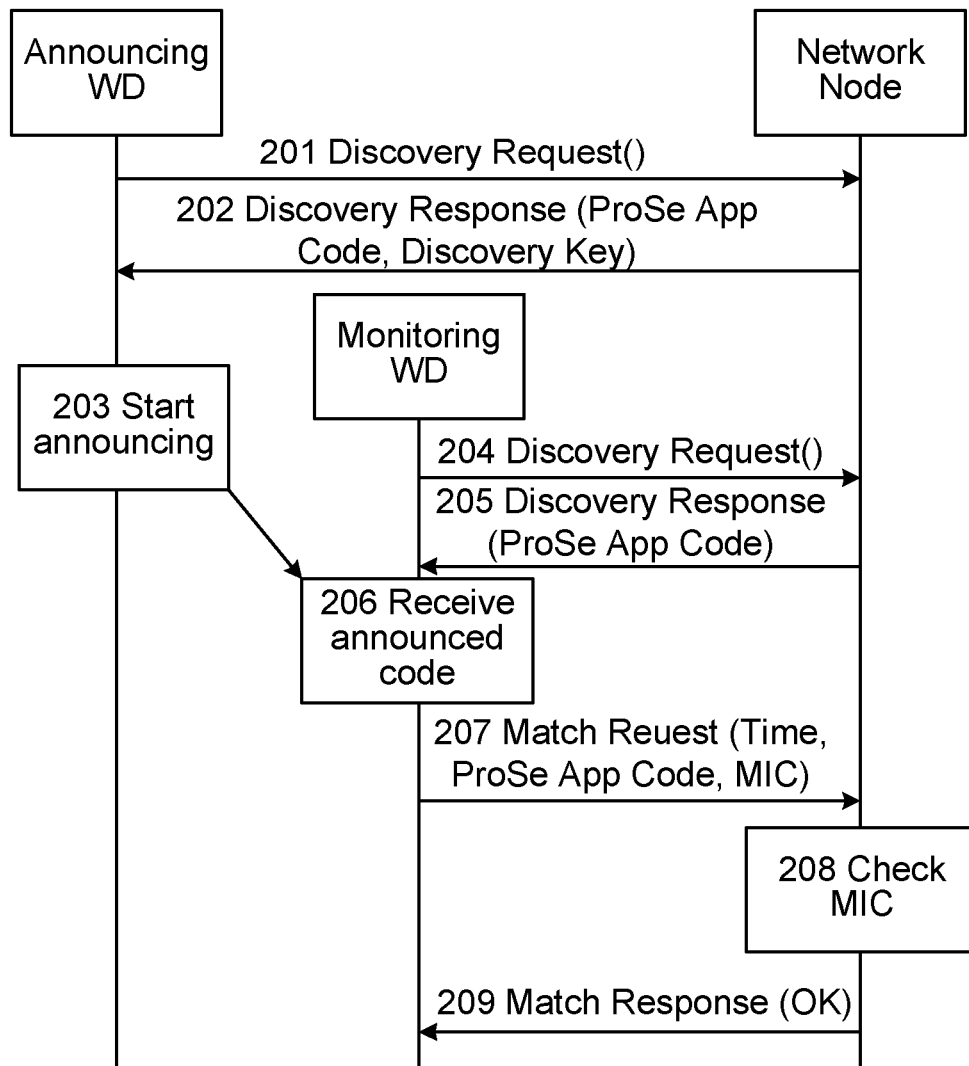 Announcing
WD
Network
Node
201 Discovery Request()
202 Discovery Response (ProSe App
Code, Discovery Key)
Monitoring
WD
203 Start
announcing
204 Discovery Request()
205 Discovery Response
(ProSe App Code)
206 Receive
announced
code
207 Match Reuest (Time,
ProSe App Code, MIC)
208 Check
MIC
209 Match Response (OK)